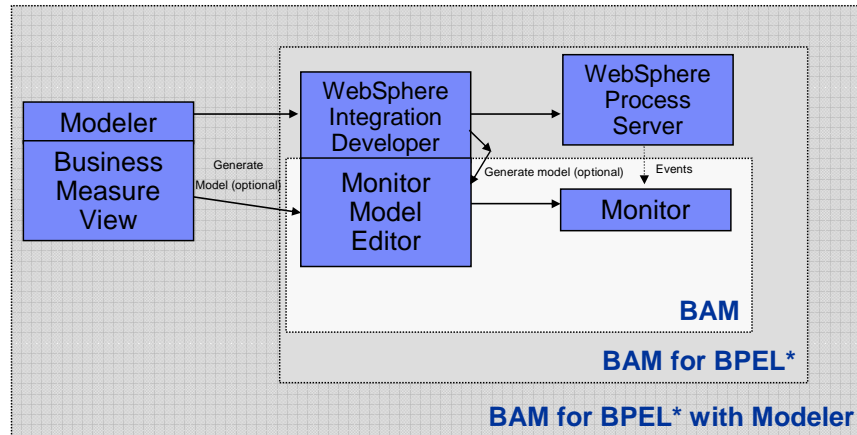 Modeler
Business
Measure
View
Generate
Model (optional)
WebSphere
Integration
Developer
Monitor
Model
Editor
Generate model (optional)
WebSphere
Process
Server
Events
Monitor
BAM
BAM for BPEL*
BAM for BPEL* with Modeler